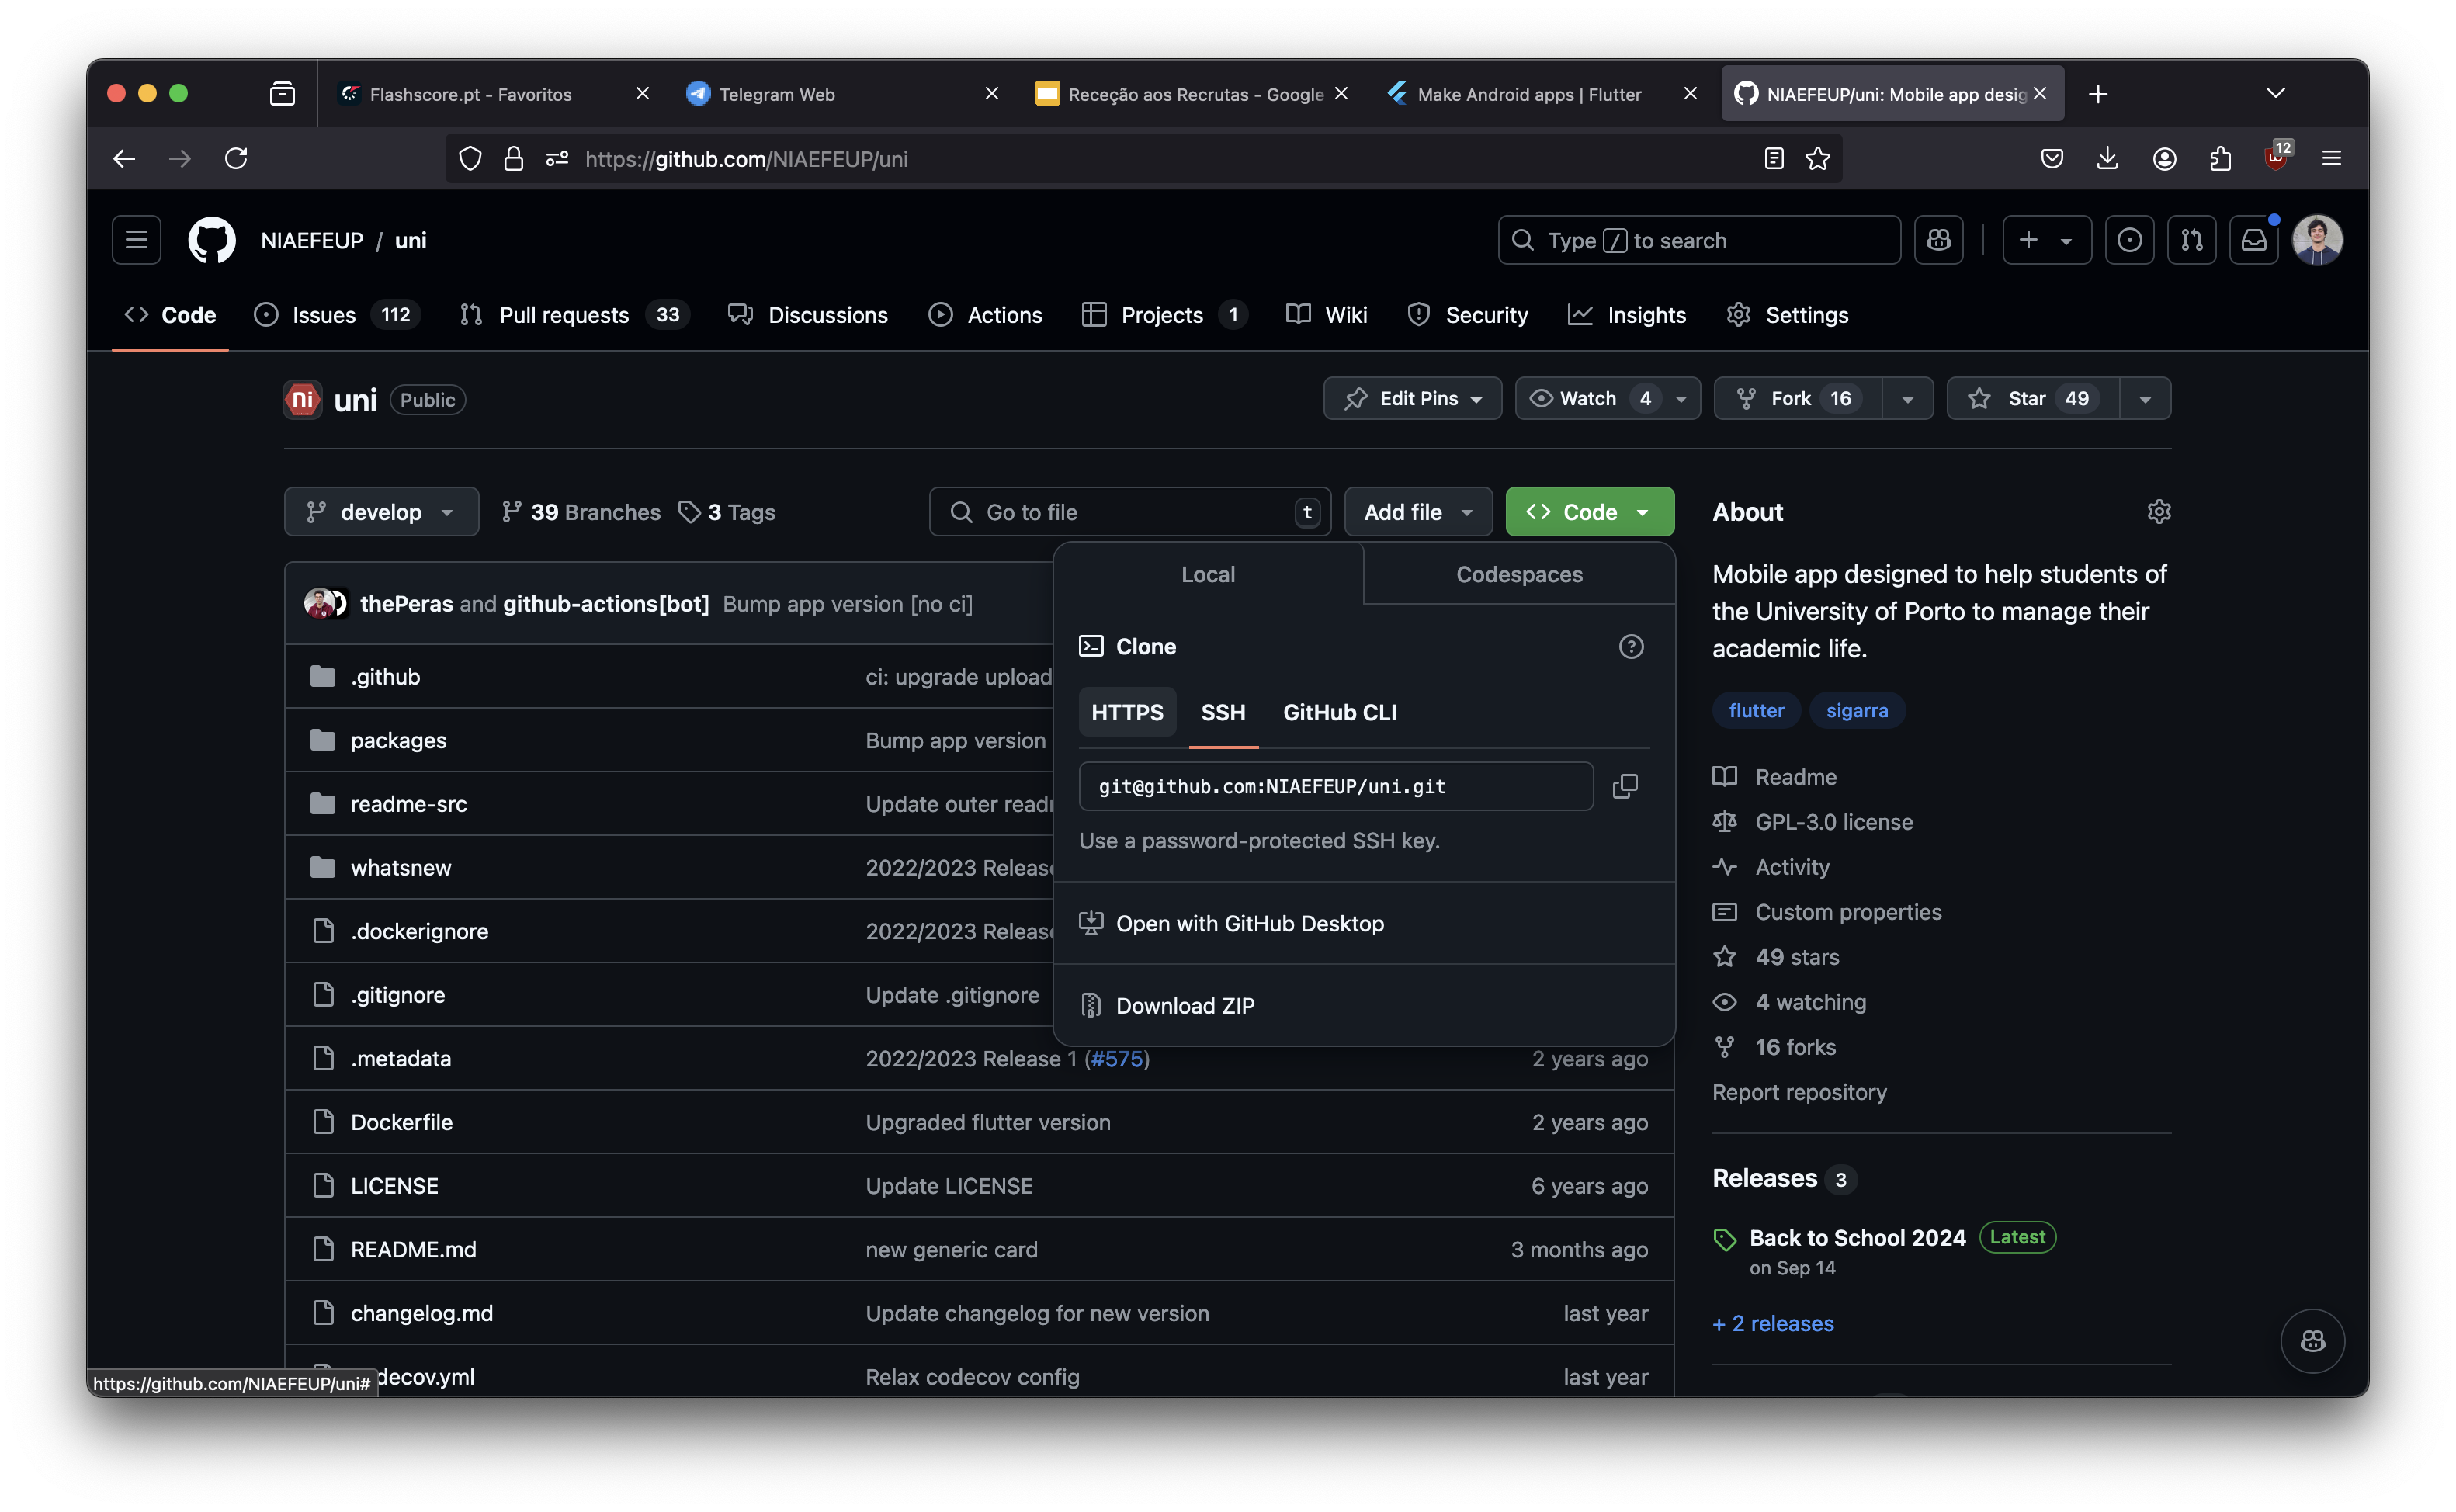 Flashscore.pt - Favoritos
Telegram Web
Receção aos Recrutas - Google
Make Android apps | Flutter
NIAEFEUP/uni: Mobile app desig
https://github.com/NIAEFEUP/uni
12
NIAEFEUP / uni
Type / to search
Code
Issues 112
Pull requests 33
Discussions
Actions
Projects 1
Wiki
Security
Insights
Settings
ni
uni Public
Edit Pins
Watch 4
Fork 16
Star 49
develop
39 Branches
3 Tags
Go to file t
Add file
Code
thePeras and github-actions[bot] Bump app version [no ci]
.github ci: upgrade upload
packages Bump app version
readme-src Update outer
whatsnew 2022/2023
.dockerignore 2022/2023
.gitignore Update .gitignore
.metadata 2022/2023 Release 1 (#575) 2 years ago
Dockerfile Upgraded flutter version 2 years ago
LICENSE Update LICENSE 6 years ago
README.md new generic card 3 months ago
changelog.md Update changelog for new version last year
decov.yml Relax codecov config last year
Local
Codespaces
Clone
HTTPS
SSH
GitHub CLI
git@github.com:NIAEFEUP/uni.git
Use a password-protected SSH key.
Open with GitHub Desktop
Download ZIP
About
Mobile app designed to help students of
the University of Porto to manage their
academic life.
flutter sigarra
Readme
GPL-3.0 license
Activity
Custom properties
49 stars
4 watching
16 forks
Report repository
Releases 3
Back to School 2024 Latest
on Sep 14
+ 2 releases
https://github.com/NIAEFEUP/uni#